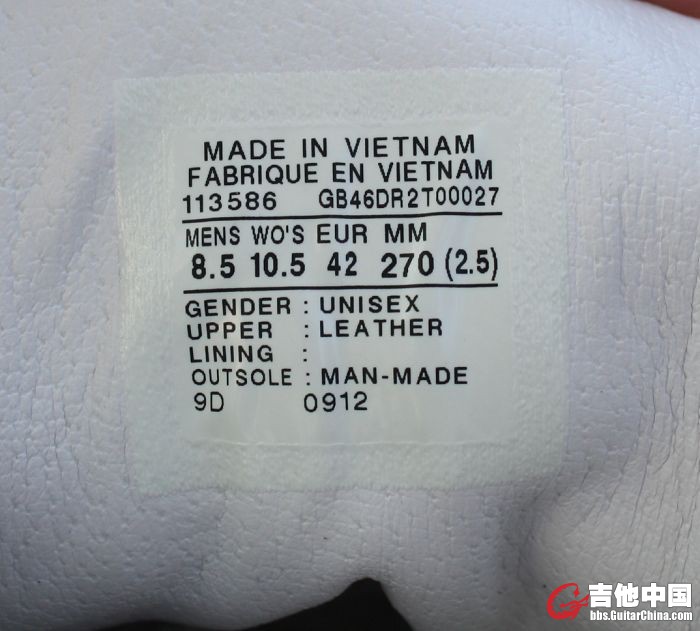 MADE IN VIETNAM
FABRIQUE EN VIETNAM
113586 GB46DR2T00027
MENS WO'S EUR MM
8.5 10.5 42 270 (2.5)
GENDER : UNISEX
UPPER : LEATHER
LINING :
OUTSOLE : MAN-MADE
9D 0912
吉他中国
bbs.GuitarChina.com